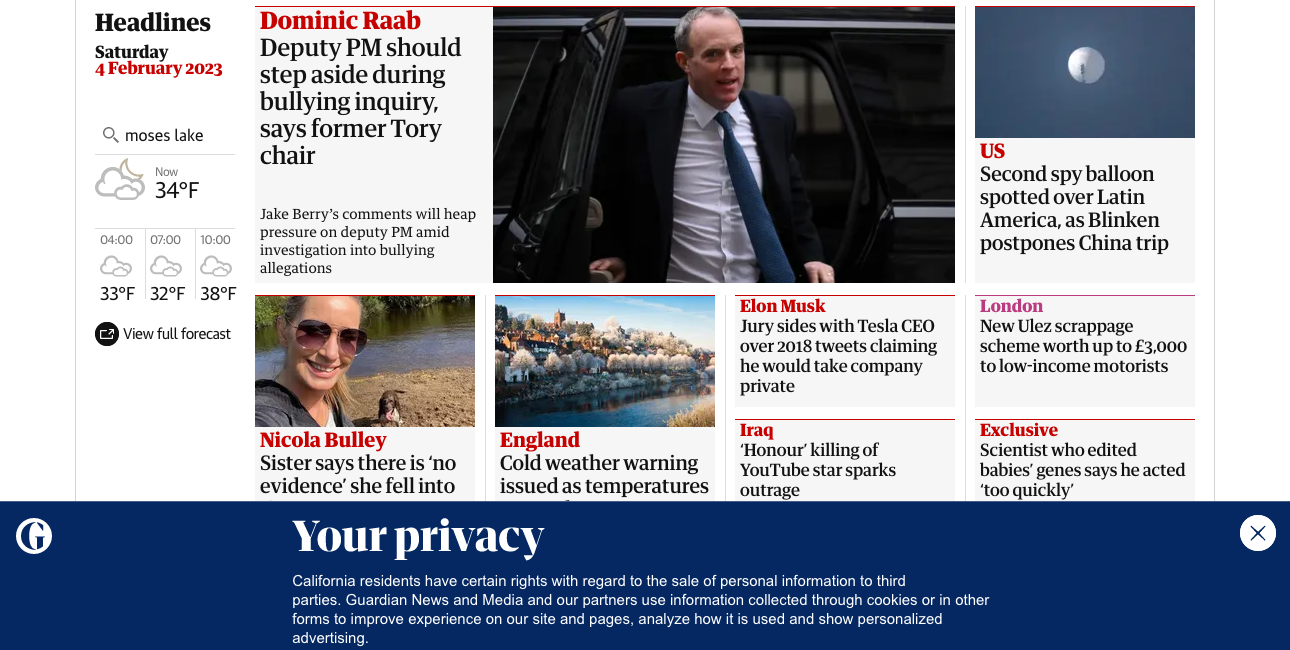 Headlines
Saturday
4 February 2023
moses lake
Now
34°F
04:00
07:00
10:00
33°F
32°F
38°F
View full forecast
Dominic Raab
Deputy PM should
step aside during
bullying inquiry,
says former Tory
chair
Jake Berry’s comments will heap
pressure on deputy PM amid
investigation into bullying
allegations
US
Second spy balloon
spotted over Latin
America, as Blinken
postpones China trip
Nicola Bulley
Sister says there is ‘no
evidence’ she fell into
England
Cold weather warning
issued as temperatures
Elon Musk
Jury sides with Tesla CEO
over 2018 tweets claiming
he would take company
private
London
New Ulez scrappage
scheme worth up to £3,000
to low-income motorists
Iraq
‘Honour’ killing of
YouTube star sparks
outrage
Exclusive
Scientist who edited
babies’ genes says he acted
‘too quickly’
G
Your privacy
California residents have certain rights with regard to the sale of personal information to third
parties. Guardian News and Media and our partners use information collected through cookies or in other
forms to improve experience on our site and pages, analyze how it is used and show personalized
advertising.